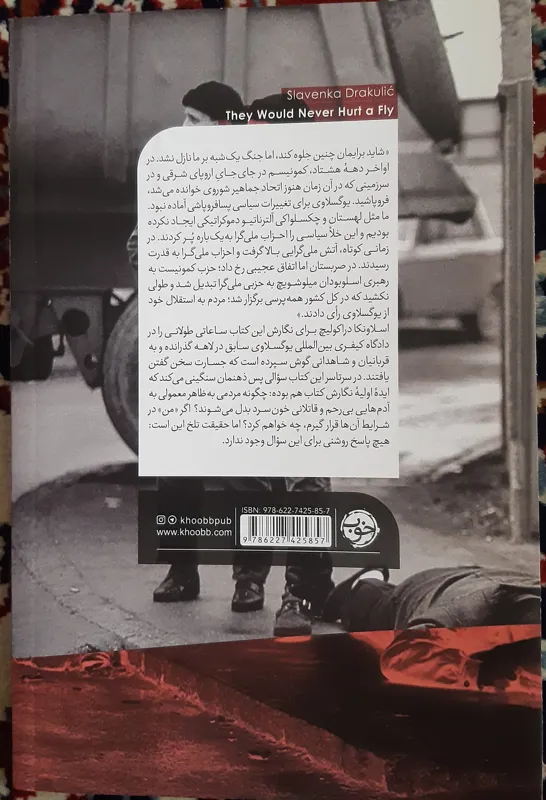 Slavenka Drakulić
They Would Never Hurt a Fly
«شاید برایمان چنین جلوه کند، اما جنگ یک‌شبه بر ما نازل نشد. در
اواخر دههٔ هشتاد، کمونیسم در جای‌جای اروپای شرقی و در
سرزمینی که در آن زمان هنوز اتحاد جماهیر شوروی خوانده می‌شد،
فروپاشید. یوگسلاوی برای تغییرات سیاسی پسافروپاشی آماده نبود.
ما مثل لهستان و چکسلواکی آلترناتیو دموکراتیکی ایجاد نکرده
بودیم و این خلأ سیاسی را احزاب ملی‌گرا به‌یک‌باره پُر کردند. در
زمانی کوتاه، آتش ملی‌گرایی بالا گرفت و احزاب ملی‌گرا به قدرت
رسیدند. در صربستان اما اتفاق عجیبی رخ داد؛ حزب کمونیست به
رهبری اسلوبودان میلوشویچ به حزبی ملی‌گرا تبدیل شد و طولی
نکشید که در کل کشور همه‌پرسی برگزار شد؛ مردم به استقلال خود
از یوگسلاوی رأی دادند.»
اسلاونکا دراکولیچ برای نگارش این کتاب ساعاتی طولانی را در
دادگاه کیفری بین‌المللی یوگسلاوی سابق در لاهه گذرانده و به
قربانیان و شاهدانی گوش سپرده است که جسارت سخن گفتن
یافتند. در سرتاسر این کتاب سؤالی پس ذهنمان سنگینی می‌کند که
ایدهٔ اولیهٔ نگارش کتاب هم بوده: چگونه مردمی به‌ظاهر معمولی به
آدم‌هایی بی‌رحم و قاتلانی خون سرد بدل می‌شوند؟ اگر «من» در
شرایط آن‌ها قرار گیرم، چه خواهم کرد؟ اما حقیقت تلخ این است:
هیچ پاسخ روشنی برای این سؤال وجود ندارد.
ISBN: 978-622-7425-85-7
khoobbpub
www.khoobb.com
9 786227 425857
خوب